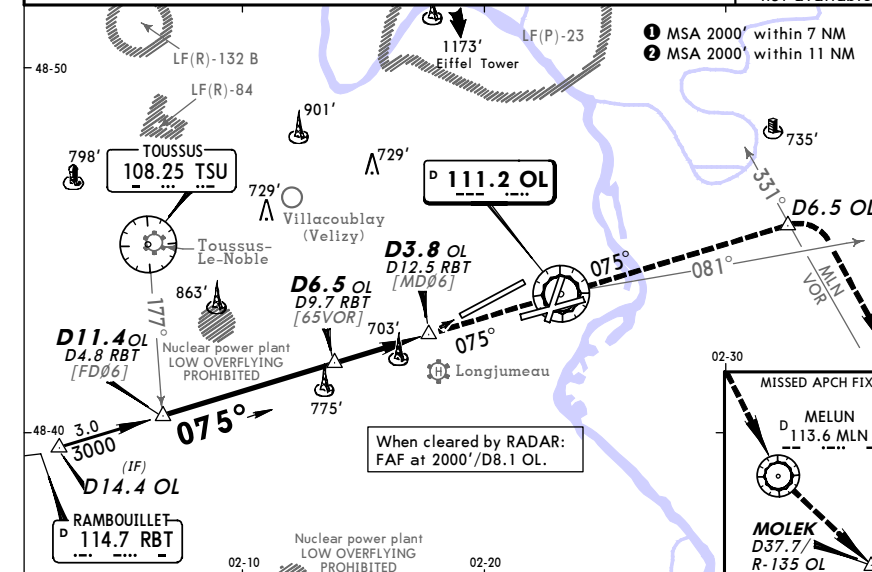 ❶ MSA 2000' within 7 NM
❷ MSA 2000' within 11 NM
LF(P)-23
1173'
Eiffel Tower
LF(R)-132 B
48-50
LF(R)-84
901'
735'
TOUSSUS
108.25 TSU
798'
729'
D 111.2 OL
729'
331°
Villacoublay
(Velizy)
D6.5 OL
Toussus-
Le-Noble
D3.8 OL
D12.5 RBT
[MD06]
075°
081°
MLN
VOR
D6.5 OL
D9.7 RBT
[65VOR]
863'
177°
703'
075°
D11.4 OL
D4.8 RBT
[FD06]
Nuclear power plant
LOW OVERFLYING
PROHIBITED
H Longjumeau
02-30
775'
MISSED APCH FIX
075°
48-40
3.0
3000
When cleared by RADAR:
FAF at 2000'/D8.1 OL.
MELUN
D 113.6 MLN
(IF)
D14.4 OL
RAMBOUILLET
D 114.7 RBT
MOLEK
D37.7/
R-135 OL
Nuclear power plant
LOW OVERFLYING
PROHIBITED
02-10
02-20